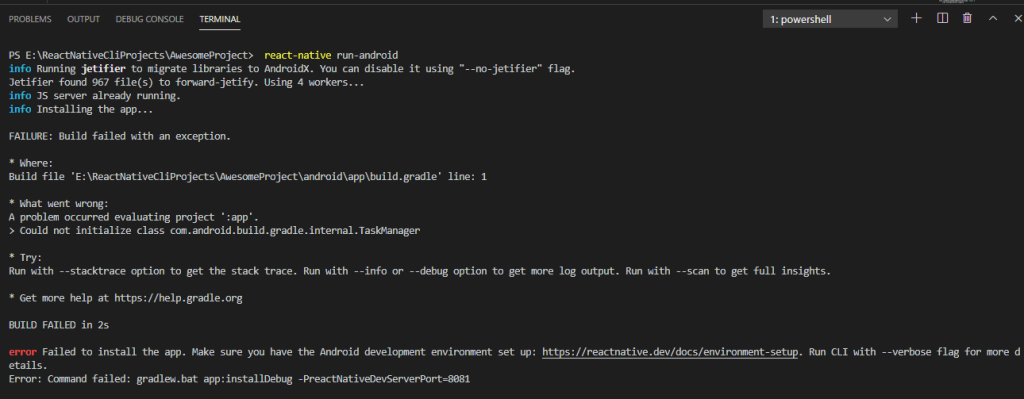 PROBLEMS OUTPUT DEBUG CONSOLE TERMINAL 1: powershell
PS E:\ReactNativeCliProjects\AwesomeProject> react-native run-android
info Running jetifier to migrate libraries to AndroidX. You can disable it using "--no-jetifier" flag.
Jetifier found 967 file(s) to forward-jetify. Using 4 workers...
info JS server already running.
info Installing the app...
FAILURE: Build failed with an exception.
* Where:
Build file 'E:\ReactNativeCliProjects\AwesomeProject\android\app\build.gradle' line: 1
* What went wrong:
A problem occurred evaluating project ':app'.
> Could not initialize class com.android.build.gradle.internal.TaskManager
* Try:
Run with --stacktrace option to get the stack trace. Run with --info or --debug option to get more log output. Run with --scan to get full insights.
* Get more help at https://help.gradle.org
BUILD FAILED in 2s
error Failed to install the app. Make sure you have the Android development environment set up: https://reactnative.dev/docs/environment-setup. Run CLI with --verbose flag for more d
etails.
Error: Command failed: gradlew.bat app:installDebug -PreactNativeDevServerPort=8081